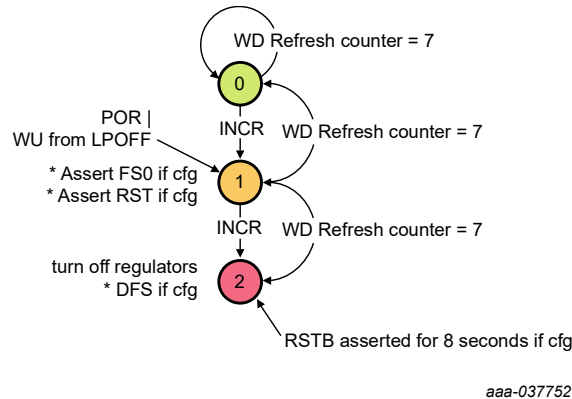 WD Refresh counter = 7
0
POR |
WU from LPOFF
INCR
WD Refresh counter = 7
* Assert FS0 if cfg
* Assert RST if cfg
1
INCR
WD Refresh counter = 7
turn off regulators
* DFS if cfg
2
RSTB asserted for 8 seconds if cfg
aaa-037752